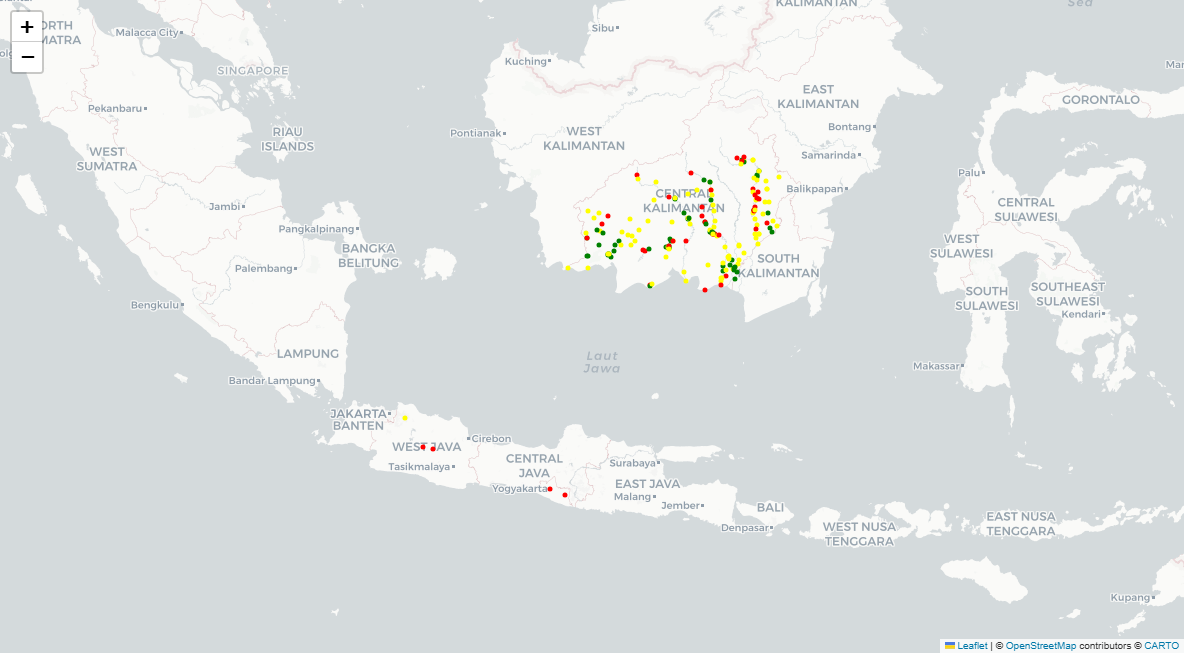 KALIMANTAN
Sea
+
ORTH
MATRA
Malacca City
Sibu
−
SINGAPORE
Kuching
Mar
EAST
KALIMANTAN
GORONTALO
Pekanbaru
RIAU
ISLANDS
Pontianak
WEST
KALIMANTAN
Bontang
WEST
SUMATRA
Samarinda
Palu
Balikpapan
Jambi
CENTRAL
KALIMANTAN
CENTRAL
SULAWESI
Pangkalpinang
BANGKA
BELITUNG
WEST
SULAWESI
Palembang
SOUTH
KALIMANTAN
SOUTH
SULAWESI
SOUTHEAST
SULAWESI
Bengkulu
Kendari
LAMPUNG
Laut
Jawa
Makassar
Bandar Lampung
JAKARTA
BANTEN
WEST JAVA
Cirebon
Tasikmalaya
CENTRAL
JAVA
Surabaya
Yogyakarta
EAST JAVA
Malang
Jember
BALI
Denpasar
WEST NUSA
TENGGARA
EAST NUSA
TENGGARA
Kupang
Leaflet | © OpenStreetMap contributors © CARTO